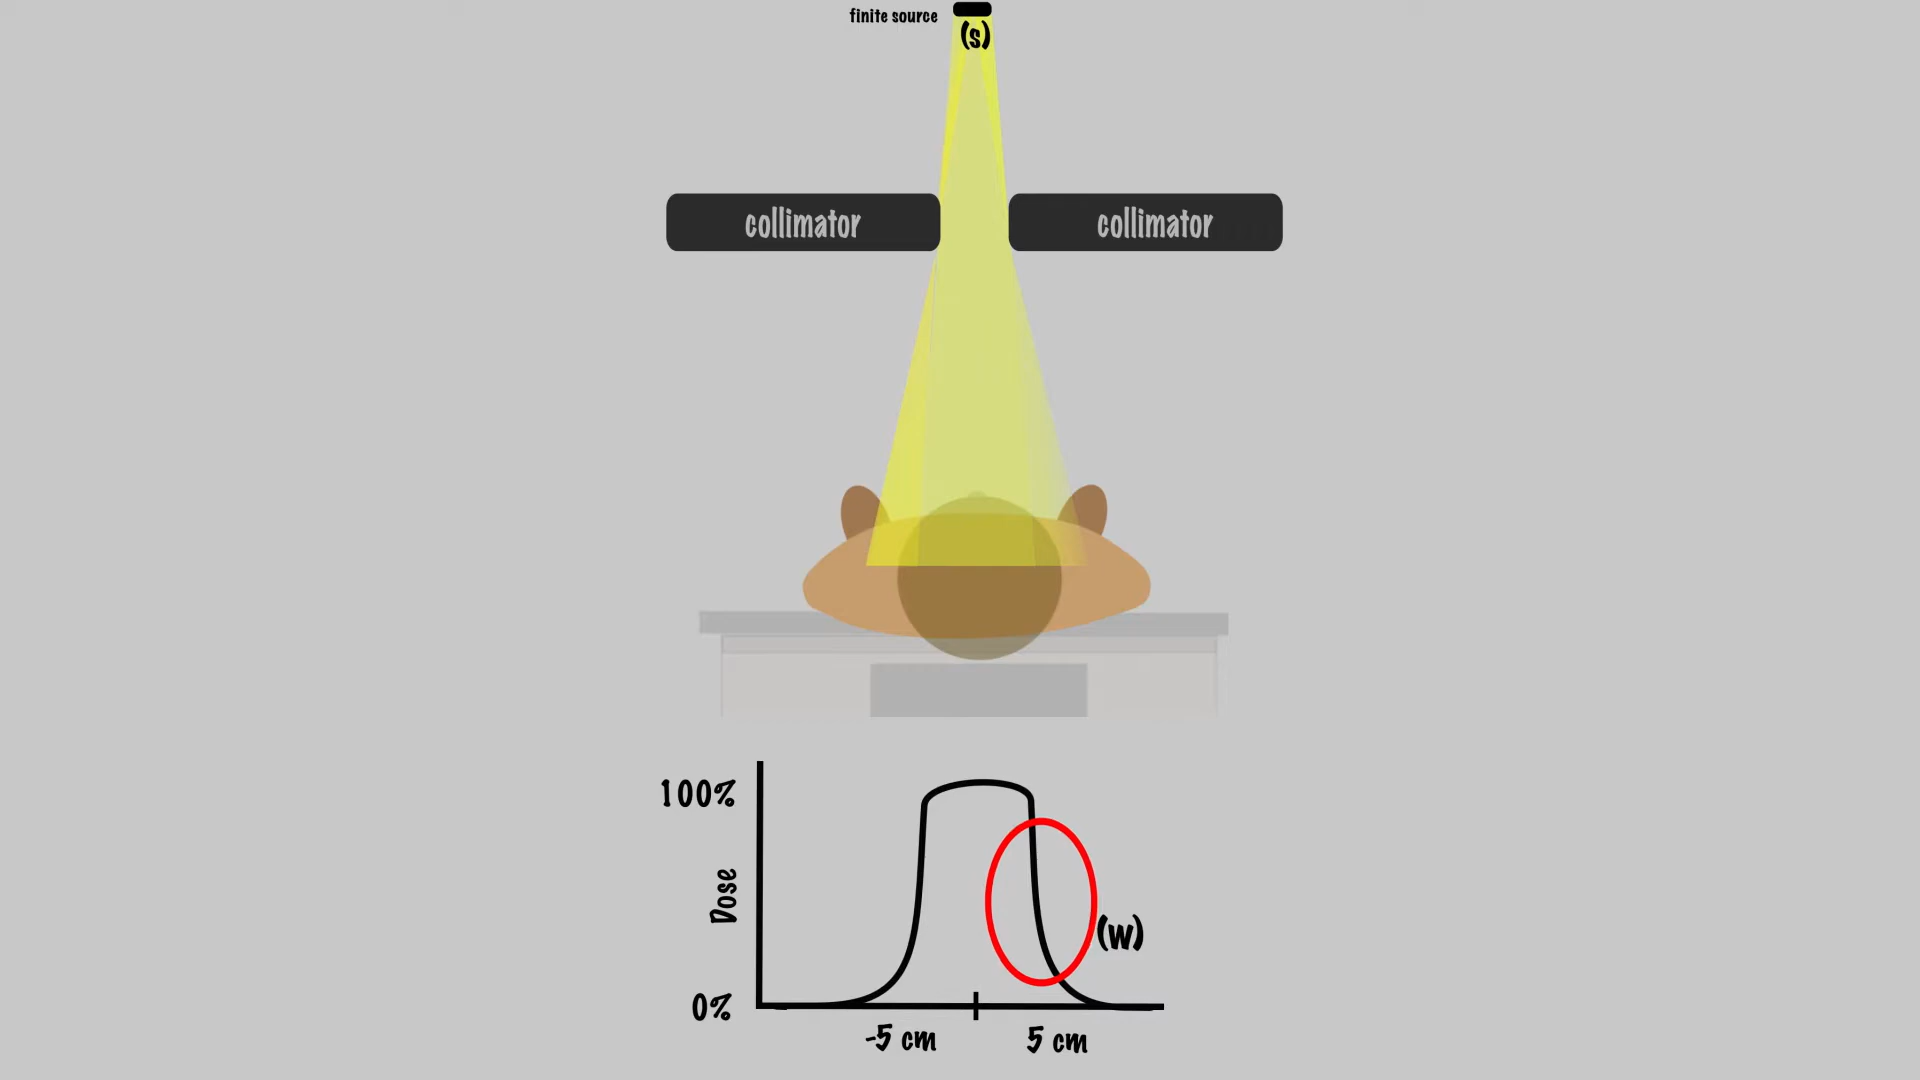 finite source
(s)
collimator
collimator
100%
Dose
(w)
0%
-5 cm
5 cm